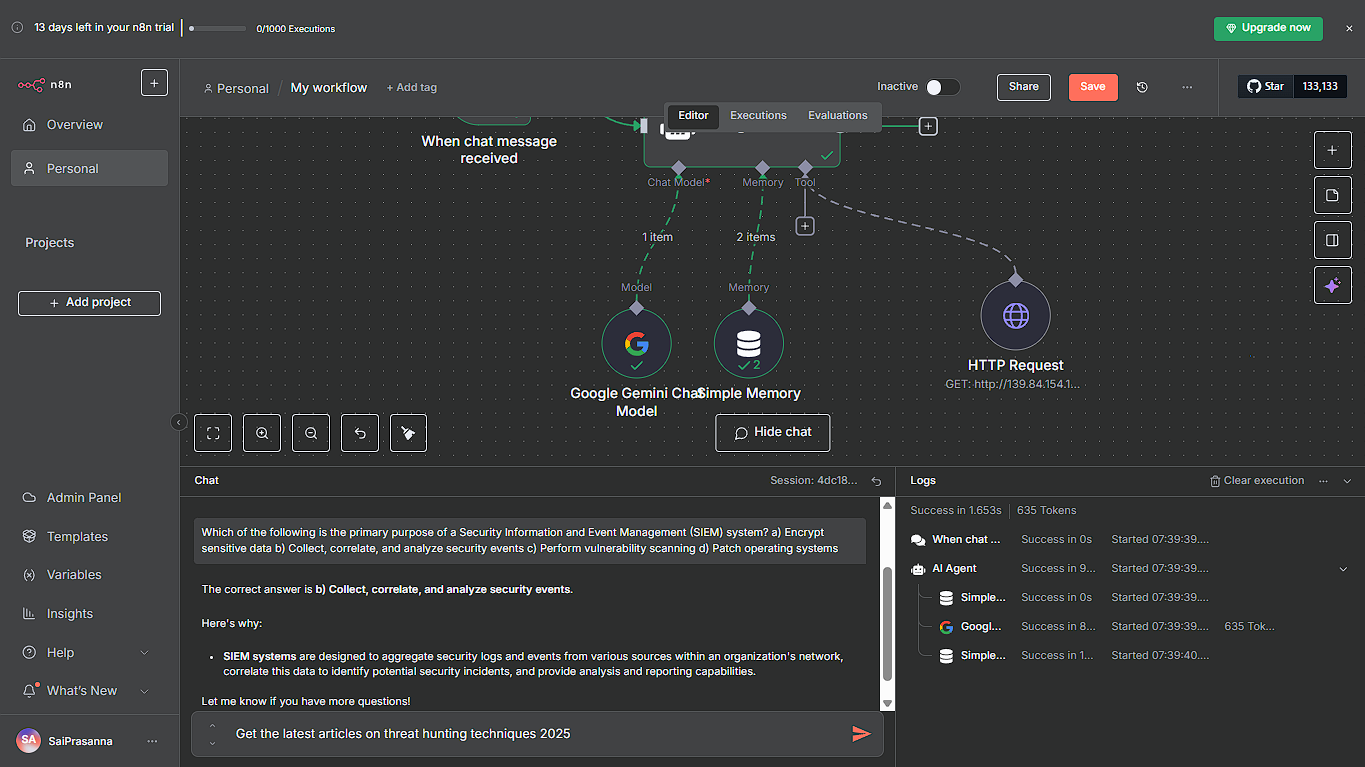 13 days left in your n8n trial
0/1000 Executions
Upgrade now
n8n
Personal / My workflow + Add tag
Inactive
Share
Save
Star 133,133
Overview
Personal
Projects
+ Add project
Admin Panel
Templates
Variables
Insights
Help
What's New
SA SaiPrasanna
Editor Executions Evaluations
When chat message
received
Chat Model* Memory Tool
1 item
2 items
Model
Memory
2
Google Gemini Chat
Model
Simple Memory
HTTP Request
GET: http://139.84.154.1...
Hide chat
Chat
Session: 4dc18...
Which of the following is the primary purpose of a Security Information and Event Management (SIEM) system? a) Encrypt
sensitive data b) Collect, correlate, and analyze security events c) Perform vulnerability scanning d) Patch operating systems
The correct answer is b) Collect, correlate, and analyze security events.
Here's why:
• SIEM systems are designed to aggregate security logs and events from various sources within an organization's network,
correlate this data to identify potential security incidents, and provide analysis and reporting capabilities.
Let me know if you have more questions!
Get the latest articles on threat hunting techniques 2025
Logs
Clear execution
Success in 1.653s | 635 Tokens
When chat ... Success in 0s Started 07:39:39....
AI Agent Success in 9... Started 07:39:39....
Simple... Success in 0s Started 07:39:39....
Googl... Success in 8... Started 07:39:39.... 635 Tok...
Simple... Success in 1... Started 07:39:40....